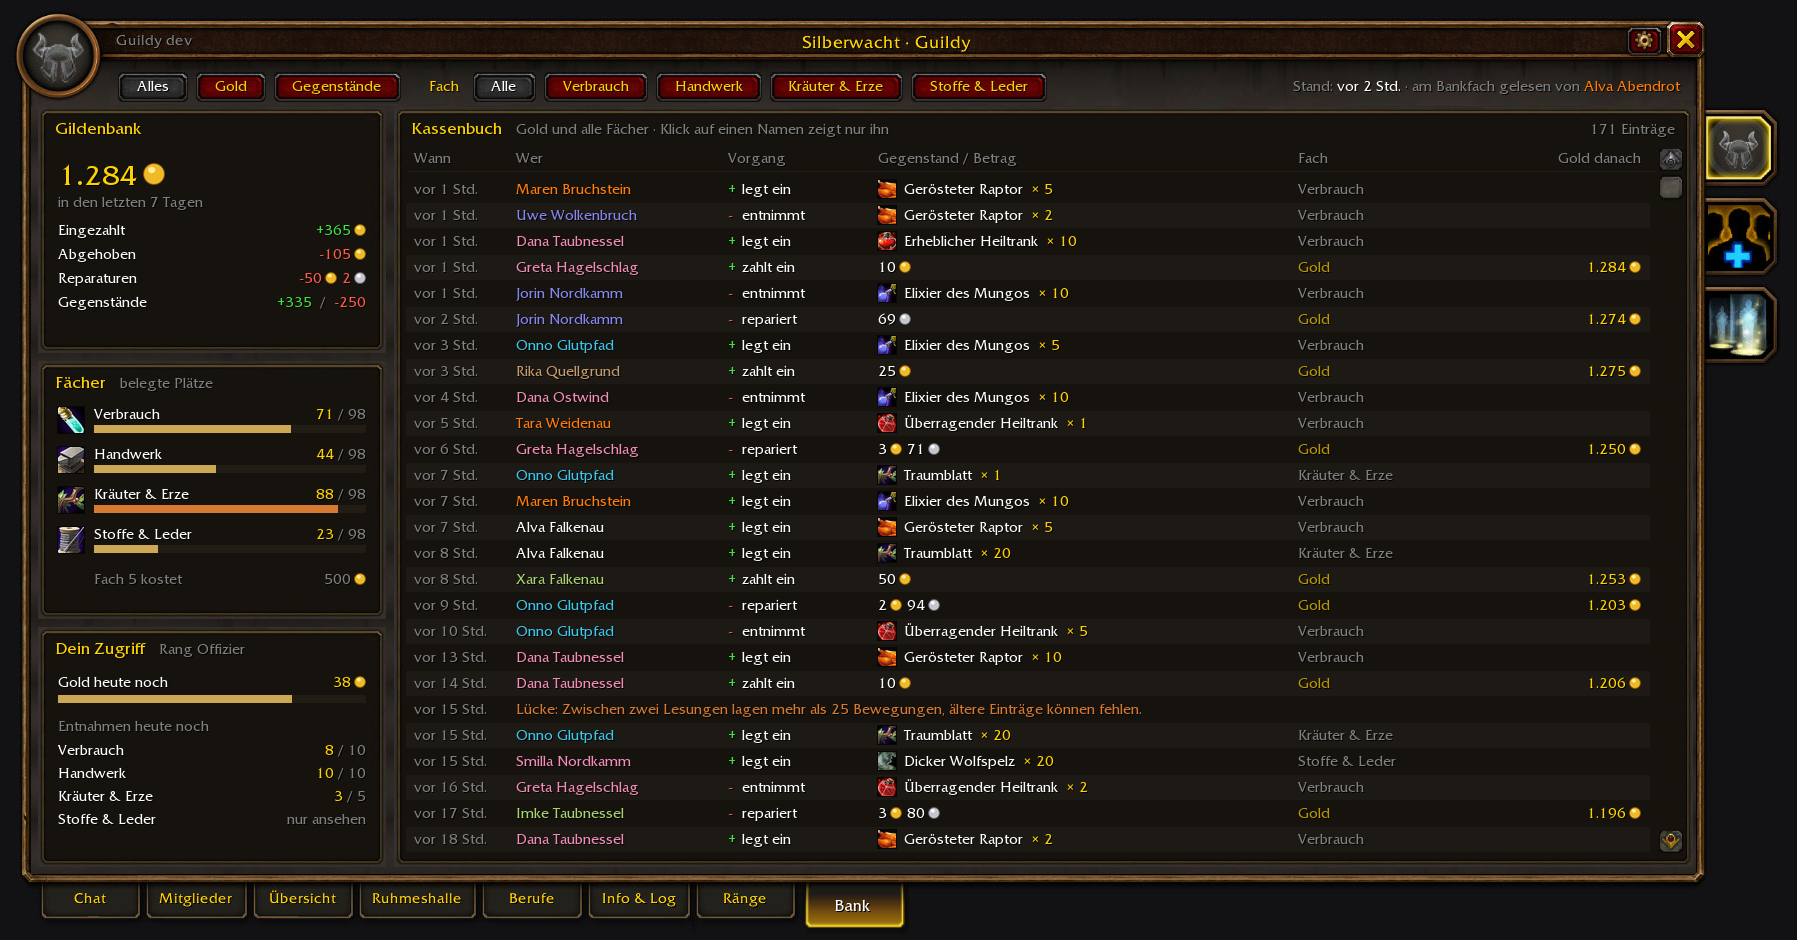 Guildy dev
Silberwacht · Guildy
Alles Gold Gegenstände Fach Alle Verbrauch Handwerk Kräuter & Erze Stoffe & Leder Stand: vor 2 Std. · am Bankfach gelesen von Alva Abendrot
Gildenbank
1.284
in den letzten 7 Tagen
Eingezahlt +365
Abgehoben -105
Reparaturen -50 2
Gegenstände +335 / -250
Fächer belegte Plätze
Verbrauch 71 / 98
Handwerk 44 / 98
Kräuter & Erze 88 / 98
Stoffe & Leder 23 / 98
Fach 5 kostet 500
Dein Zugriff Rang Offizier
Gold heute noch 38
Entnahmen heute noch
Verbrauch 8 / 10
Handwerk 10 / 10
Kräuter & Erze 3 / 5
Stoffe & Leder nur ansehen
Kassenbuch Gold und alle Fächer · Klick auf einen Namen zeigt nur ihn 171 Einträge
Wann Wer Vorgang Gegenstand / Betrag Fach Gold danach
vor 1 Std. Maren Bruchstein + legt ein Gerösteter Raptor × 5 Verbrauch
vor 1 Std. Uwe Wolkenbruch - entnimmt Gerösteter Raptor × 2 Verbrauch
vor 1 Std. Dana Taubnessel + legt ein Erheblicher Heiltrank × 10 Verbrauch
vor 1 Std. Greta Hagelschlag + zahlt ein 10 Gold 1.284
vor 1 Std. Jorin Nordkamm - entnimmt Elixier des Mungos × 10 Verbrauch
vor 2 Std. Jorin Nordkamm - repariert 69 Gold 1.274
vor 3 Std. Onno Glutpfad + legt ein Elixier des Mungos × 5 Verbrauch
vor 3 Std. Rika Quellgrund + zahlt ein 25 Gold 1.275
vor 4 Std. Dana Ostwind - entnimmt Elixier des Mungos × 10 Verbrauch
vor 5 Std. Tara Weidenau + legt ein Überragender Heiltrank × 1 Verbrauch
vor 6 Std. Greta Hagelschlag - repariert 3 71 Gold 1.250
vor 7 Std. Onno Glutpfad + legt ein Traumblatt × 1 Kräuter & Erze
vor 7 Std. Maren Bruchstein + legt ein Elixier des Mungos × 10 Verbrauch
vor 7 Std. Alva Falkenau + legt ein Gerösteter Raptor × 5 Verbrauch
vor 8 Std. Alva Falkenau + legt ein Traumblatt × 20 Kräuter & Erze
vor 8 Std. Xara Falkenau + zahlt ein 50 Gold 1.253
vor 9 Std. Onno Glutpfad - repariert 2 94 Gold 1.203
vor 10 Std. Onno Glutpfad - entnimmt Überragender Heiltrank × 5 Verbrauch
vor 13 Std. Dana Taubnessel + legt ein Gerösteter Raptor × 10 Verbrauch
vor 14 Std. Dana Taubnessel + zahlt ein 10 Gold 1.206
vor 15 Std. Lücke: Zwischen zwei Lesungen lagen mehr als 25 Bewegungen, ältere Einträge können fehlen.
vor 15 Std. Onno Glutpfad + legt ein Traumblatt × 20 Kräuter & Erze
vor 15 Std. Smilla Nordkamm + legt ein Dicker Wolfspelz × 20 Stoffe & Leder
vor 16 Std. Greta Hagelschlag - entnimmt Überragender Heiltrank × 2 Verbrauch
vor 17 Std. Imke Taubnessel - repariert 3 80 Gold 1.196
vor 18 Std. Dana Taubnessel + legt ein Gerösteter Raptor × 2 Verbrauch
Chat Mitglieder Übersicht Ruhmeshalle Berufe Info & Log Ränge Bank